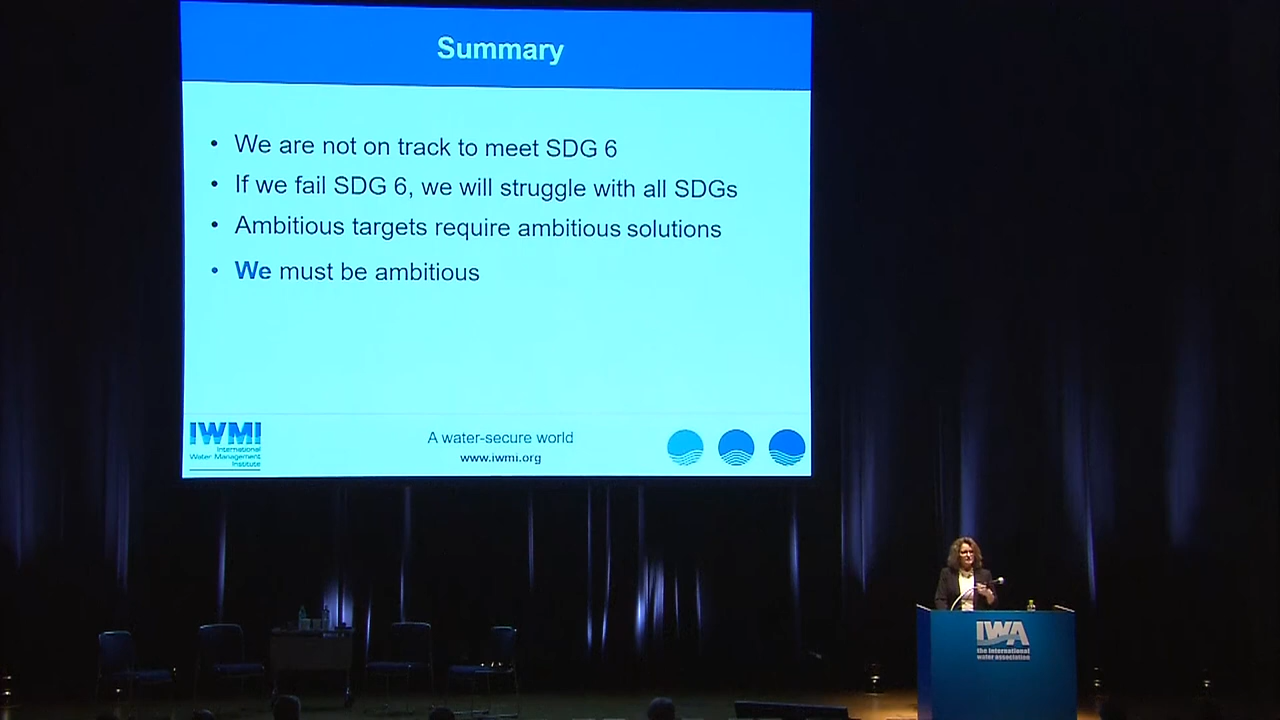 Summary
• We are not on track to meet SDG 6
• If we fail SDG 6, we will struggle with all SDGs
• Ambitious targets require ambitious solutions
• We must be ambitious
IWMI
International
Water Management
Institute
A water-secure world
www.iwmi.org
IWA
the international
water association